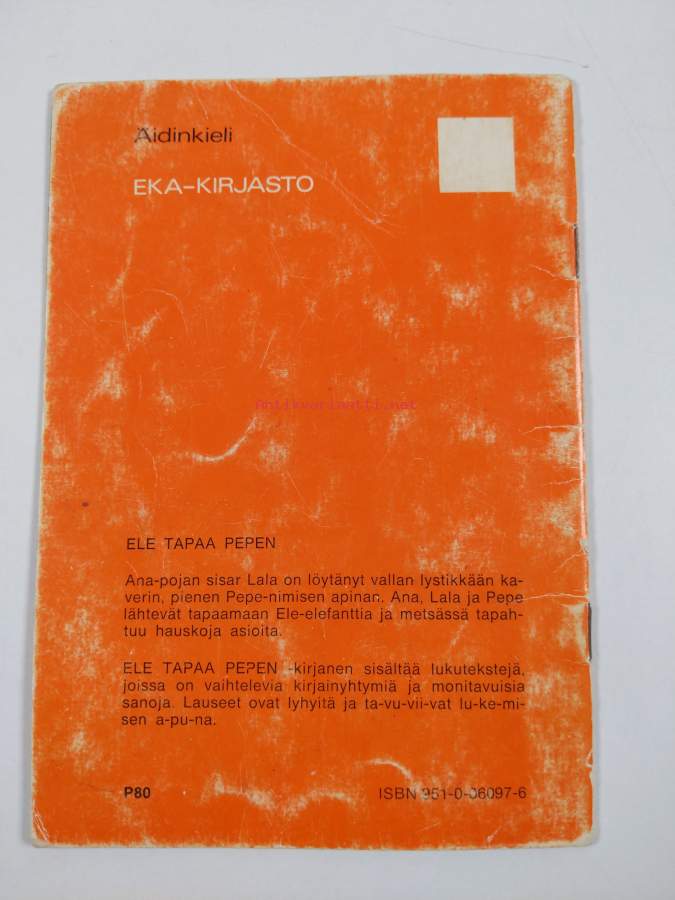 Äidinkieli
EKA-KIRJASTO
Antikvariaatti.net
ELE TAPAA PEPEN
Ana-pojan sisar Lala on löytänyt vallan lystikkään ka-
verin, pienen Pepe-nimisen apinan. Ana, Lala ja Pepe
lähtevät tapaamaan Ele-elefanttia ja metsässä tapah-
tuu hauskoja asioita.
ELE TAPAA PEPEN -kirjanen sisältää lukutekstejä,
joissa on vaihtelevia kirjainyhtymiä ja monitavuisia
sanoja. Lauseet ovat lyhyitä ja ta-vu-vii-vat lu-ke-mi-
sen a-pu-na.
P80
ISBN 951-0-06097-6